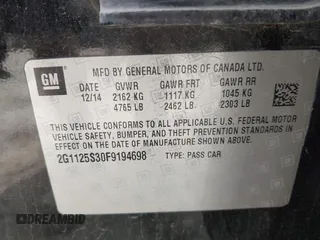 GM
MFD BY GENERAL MOTORS OF CANADA LTD.
DATE GVWR GAWR FRT GAWR RR
12/14 2162 KG 1117 KG 1045 KG
4765 LB 2462 LB 2303 LB
THIS VEHICLE CONFORMS TO ALL APPLICABLE U.S. FEDERAL MOTOR
VEHICLE SAFETY, BUMPER, AND THEFT PREVENTION STANDARDS IN
EFFECT ON THE DATE OF MANUFACTURE SHOWN ABOVE.
2G1125S30F9194698 TYPE: PASS CAR
DREAMBID